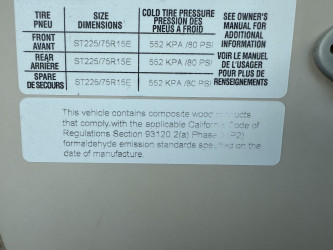 TIRE PNEU SIZE DIMENSIONS COLD TIRE PRESSURE PRESSION DES PNEUS A FROID SEE OWNER'S MANUAL FOR ADDITIONAL INFORMATION
FRONT AVANT ST225/75R15E 552 KPA /80 PSI
REAR ARRIÈRE ST225/75R15E 552 KPA /80 PSI VOIR LE MANUEL DE L'USAGER POUR PLUS DE RENSEIGNEMENTS
SPARE DE SECOURS ST225/75R15E 552 KPA /80 PSI
This vehicle contains composite wood products
that comply with the applicable California Code of
Regulations Section 93120.2(a) Phase (P2)
formaldehyde emission standards specified on the
date of manufacture.